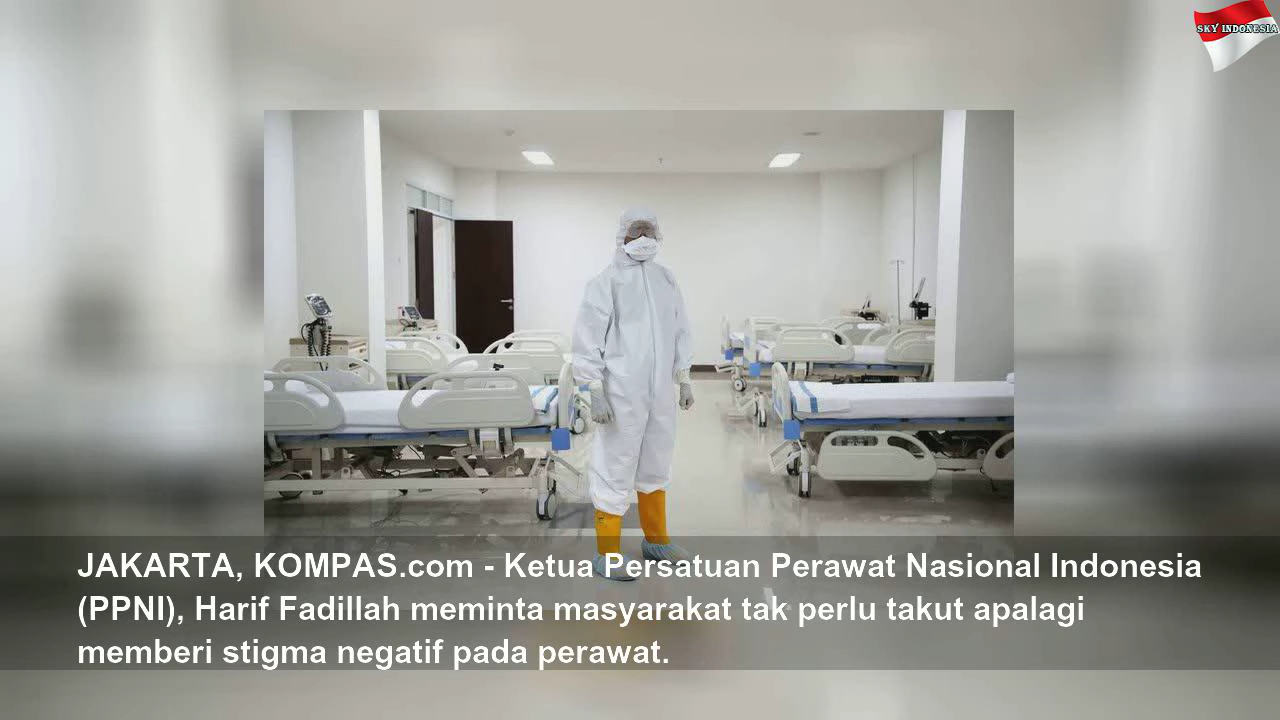 SKY INDONESIA
JAKARTA, KOMPAS.com - Ketua Persatuan Perawat Nasional Indonesia
(PPNI), Harif Fadillah meminta masyarakat tak perlu takut apalagi
memberi stigma negatif pada perawat.